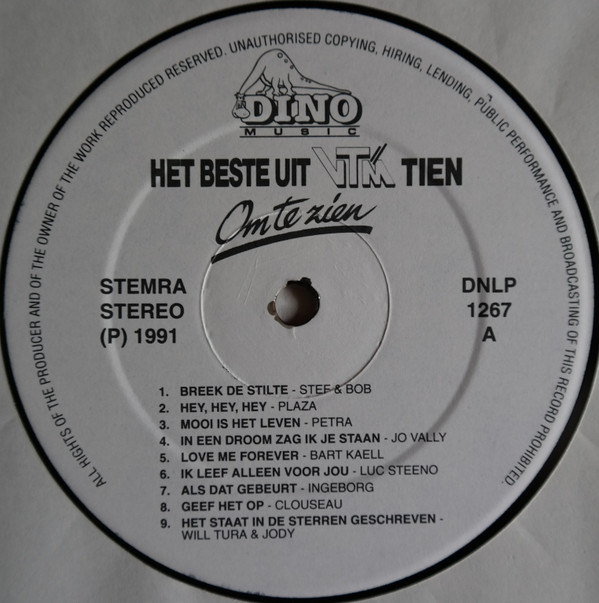 ALL HIGHTS OF THE PRODUCER AND OF THE OWNER OF THE WORK REPRODUCED RESERVED. UNAUTHORISED COPYING, HIRING, LENDING, PUBLIC PERFORMANCE AND BROADCASTING OF THIS RECORD PROHIBITED.
DINO
MUSIC
HET BESTE UIT VTM TIEN
Om te zien
STEMRA
STEREO
(P) 1991
DNLP
1267
A
1. BREEK DE STILTE - STEF & BOB
2. HEY, HEY, HEY - PLAZA
3. MOOI IS HET LEVEN - PETRA
4. IN EEN DROOM ZAG IK JE STAAN - JO VALLY
5. LOVE ME FOREVER - BART KAELL
6. IK LEEF ALLEEN VOOR JOU - LUC STEENO
7. ALS DAT GEBEURT - INGEBORG
8. GEEF HET OP - CLOUSEAU
9. HET STAAT IN DE STERREN GESCHREVEN -
WILL TURA & JODY